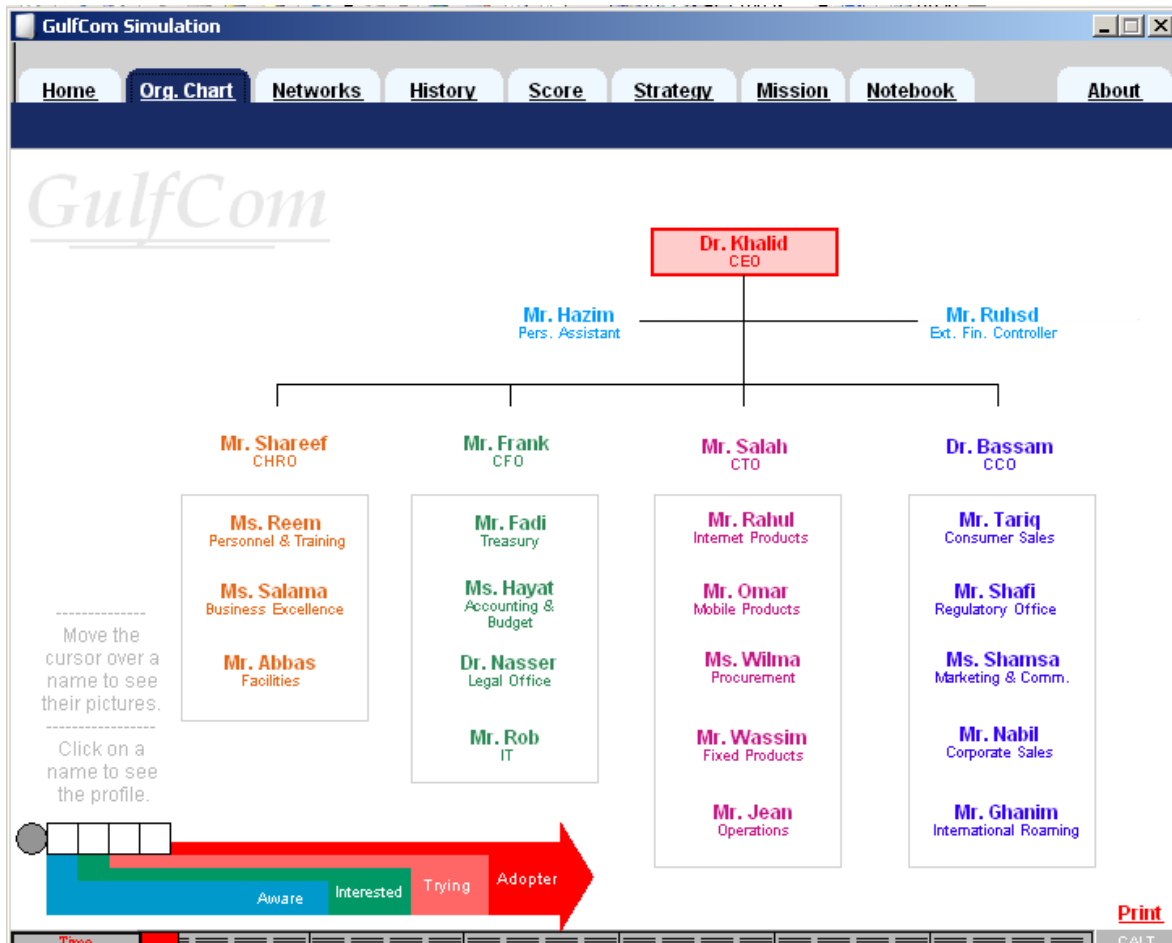 GulfCom Simulation
Home Org. Chart Networks History Score Strategy Mission Notebook About
GulfCom
Dr. Khalid
CEO
Mr. Hazim
Pers. Assistant
Mr. Ruhsd
Ext. Fin. Controller
Mr. Shareef
CHRO
Ms. Reem
Personnel & Training
Ms. Salama
Business Excellence
Mr. Abbas
Facilities
Mr. Frank
CFO
Mr. Fadi
Treasury
Ms. Hayat
Accounting &
Budget
Dr. Nasser
Legal Office
Mr. Rob
IT
Mr. Salah
CTO
Mr. Rahul
Internet Products
Mr. Omar
Mobile Products
Ms. Wilma
Procurement
Mr. Wassim
Fixed Products
Mr. Jean
Operations
Dr. Bassam
CCO
Mr. Tariq
Consumer Sales
Mr. Shafi
Regulatory Office
Ms. Shamsa
Marketing & Comm.
Mr. Nabil
Corporate Sales
Mr. Ghanim
International Roaming
Move the
cursor over a
name to see
their pictures.
Click on a
name to see
the profile.
Aware Interested Trying Adopter
Print
Time
CALT